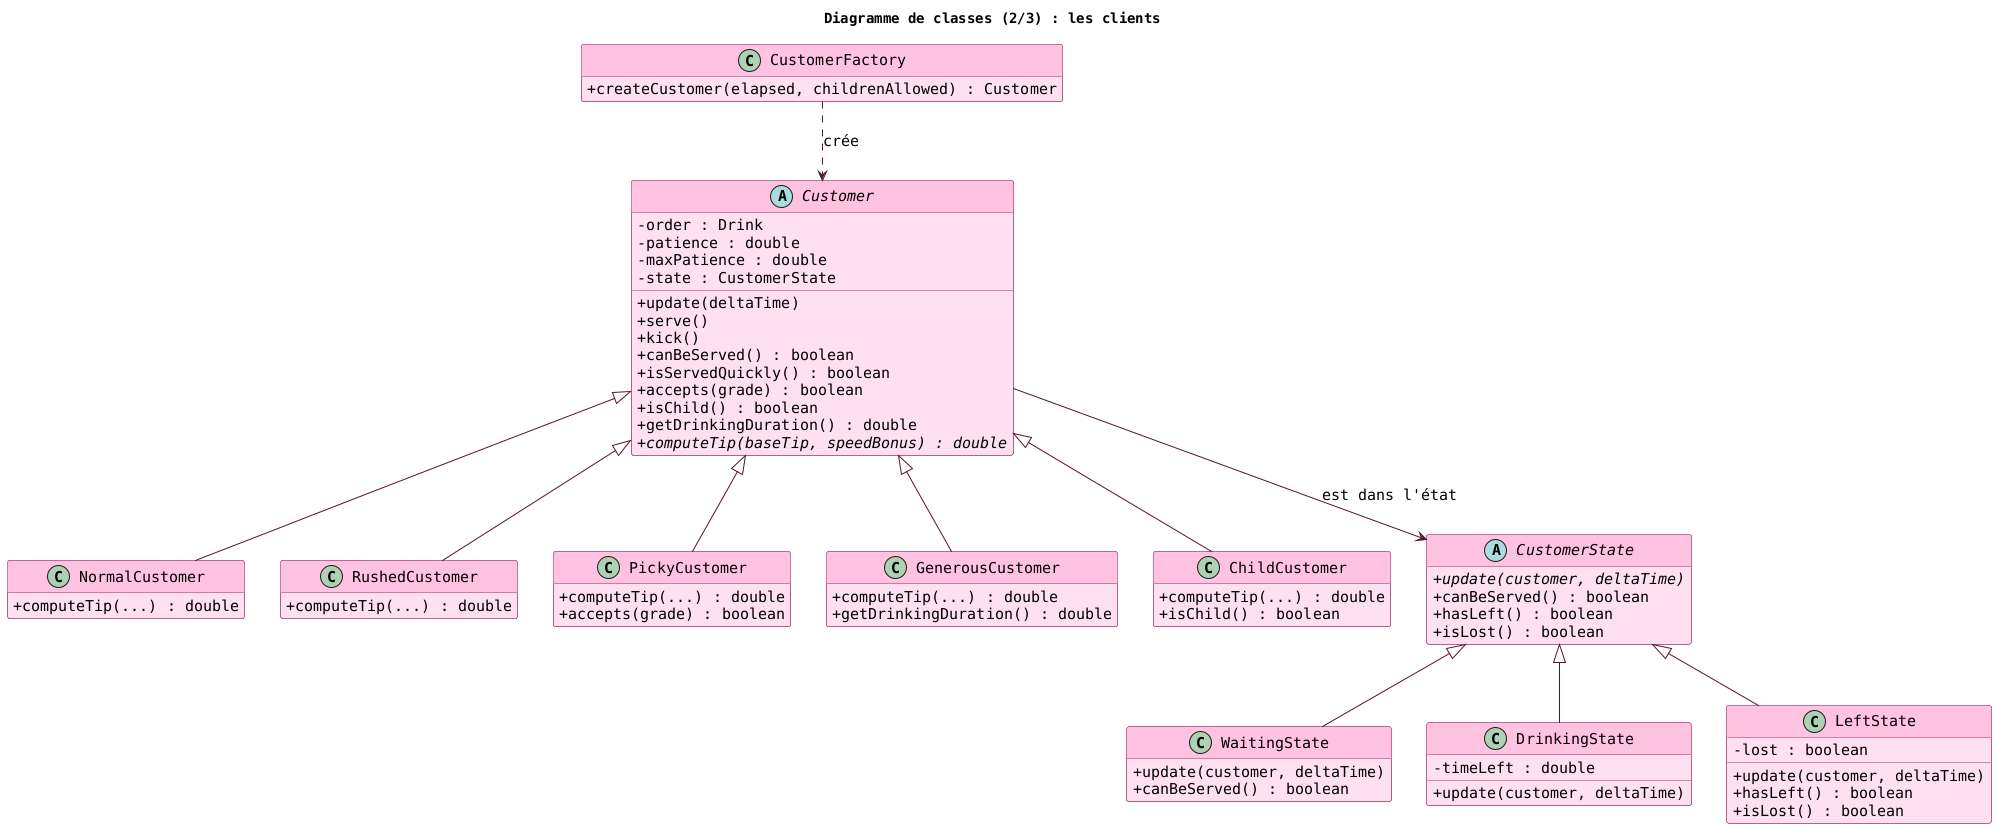 Diagramme de classes (2/3) : les clients
C CustomerFactory
+createCustomer(elapsed, childrenAllowed) : Customer
crée
A Customer
-order : Drink
-patience : double
-maxPatience : double
-state : CustomerState
+update(deltaTime)
+serve()
+kick()
+canBeServed() : boolean
+isServedQuickly() : boolean
+accepts(grade) : boolean
+isChild() : boolean
+getDrinkingDuration() : double
+computeTip(baseTip, speedBonus) : double
est dans l'état
C NormalCustomer
+computeTip(...) : double
C RushedCustomer
+computeTip(...) : double
C PickyCustomer
+computeTip(...) : double
+accepts(grade) : boolean
C GenerousCustomer
+computeTip(...) : double
+getDrinkingDuration() : double
C ChildCustomer
+computeTip(...) : double
+isChild() : boolean
A CustomerState
+update(customer, deltaTime)
+canBeServed() : boolean
+hasLeft() : boolean
+isLost() : boolean
C WaitingState
+update(customer, deltaTime)
+canBeServed() : boolean
C DrinkingState
-timeLeft : double
+update(customer, deltaTime)
C LeftState
-lost : boolean
+update(customer, deltaTime)
+hasLeft() : boolean
+isLost() : boolean